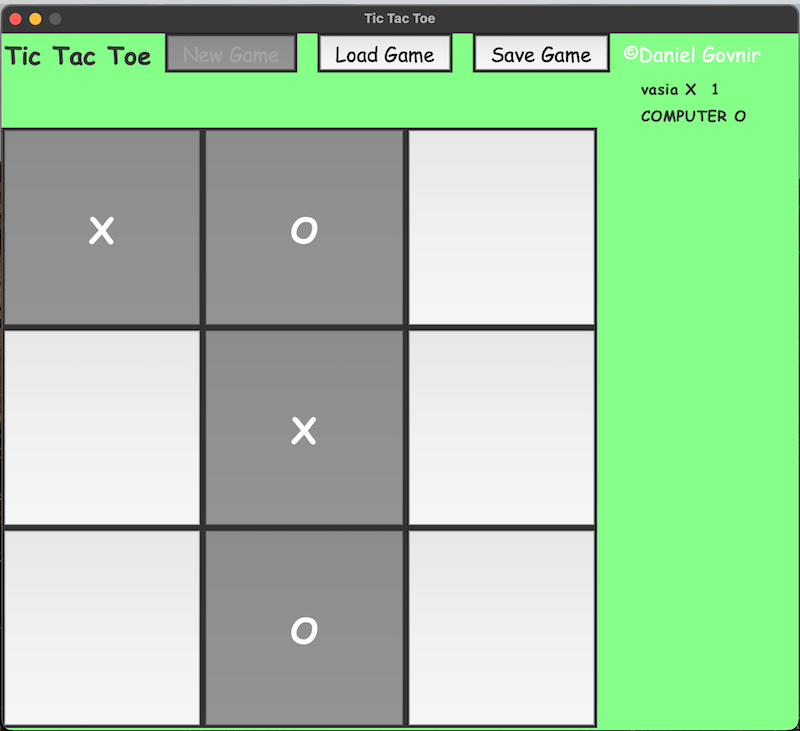 Tic Tac Toe
Tic Tac Toe New Game Load Game Save Game ©Daniel Govnir
vasia X 1
COMPUTER O
X O
X
O